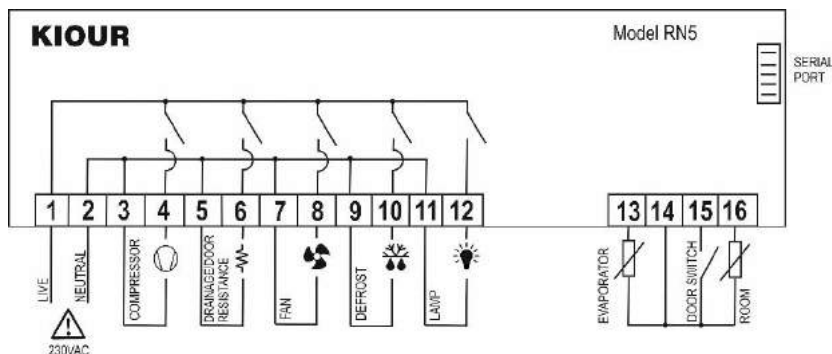 KIOUR
Model RN5
SERIAL
PORT
1 2 3 4 5 6 7 8 9 10 11 12
13 14 15 16
LIVE
NEUTRAL
COMPRESSOR
DRAINAGE/DOOR
RESISTANCE
FAN
DEFROST
LAMP
EVAPORATOR
DOOR SWITCH
ROOM
230VAC